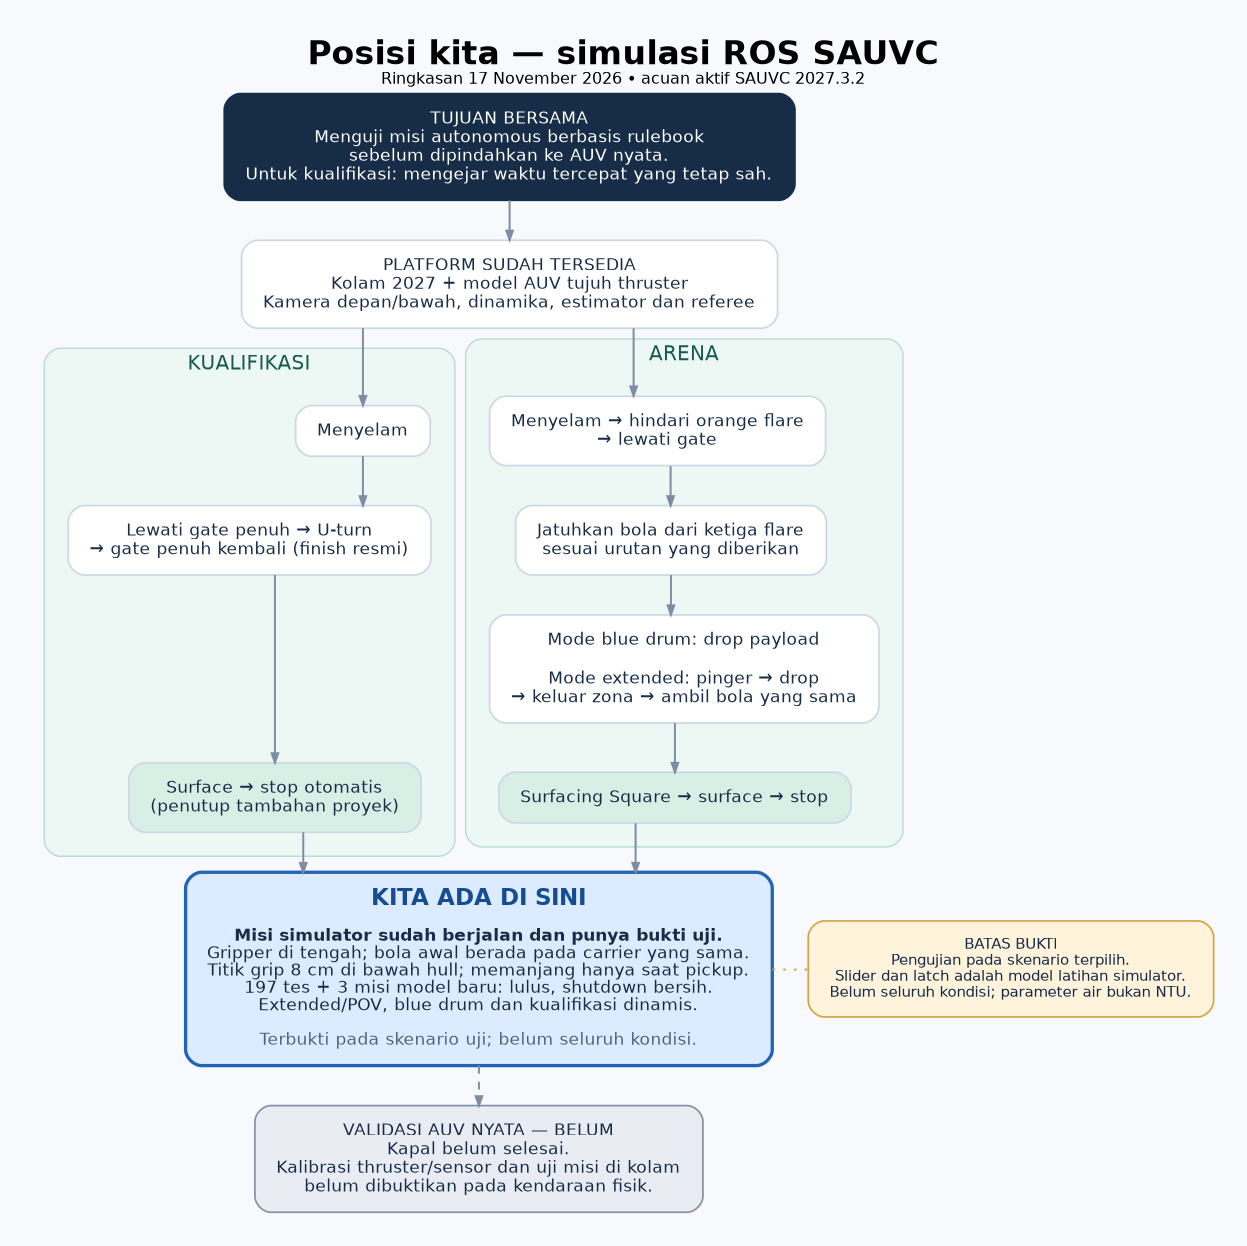 Posisi kita — simulasi ROS SAUVC
Ringkasan 17 November 2026 • acuan aktif SAUVC 2027.3.2
TUJUAN BERSAMA
Menguji misi autonomous berbasis rulebook
sebelum dipindahkan ke AUV nyata.
Untuk kualifikasi: mengejar waktu tercepat yang tetap sah.
PLATFORM SUDAH TERSEDIA
Kolam 2027 + model AUV tujuh thruster
Kamera depan/bawah, dinamika, estimator dan referee
KUALIFIKASI
Menyelam
Lewati gate penuh → U-turn
→ gate penuh kembali (finish resmi)
Surface → stop otomatis
(penutup tambahan proyek)
ARENA
Menyelam → hindari orange flare
→ lewati gate
Jatuhkan bola dari ketiga flare
sesuai urutan yang diberikan
Mode blue drum: drop payload
Mode extended: pinger → drop
→ keluar zona → ambil bola yang sama
Surfacing Square → surface → stop
KITA ADA DI SINI
Misi simulator sudah berjalan dan punya bukti uji.
Gripper di tengah; bola awal berada pada carrier yang sama.
Titik grip 8 cm di bawah hull; memanjang hanya saat pickup.
197 tes + 3 misi model baru: lulus, shutdown bersih.
Extended/POV, blue drum dan kualifikasi dinamis.
Terbukti pada skenario uji; belum seluruh kondisi.
BATAS BUKTI
Pengujian pada skenario terpilih.
Slider dan latch adalah model latihan simulator.
Belum seluruh kondisi; parameter air bukan NTU.
VALIDASI AUV NYATA — BELUM
Kapal belum selesai.
Kalibrasi thruster/sensor dan uji misi di kolam
belum dibuktikan pada kendaraan fisik.